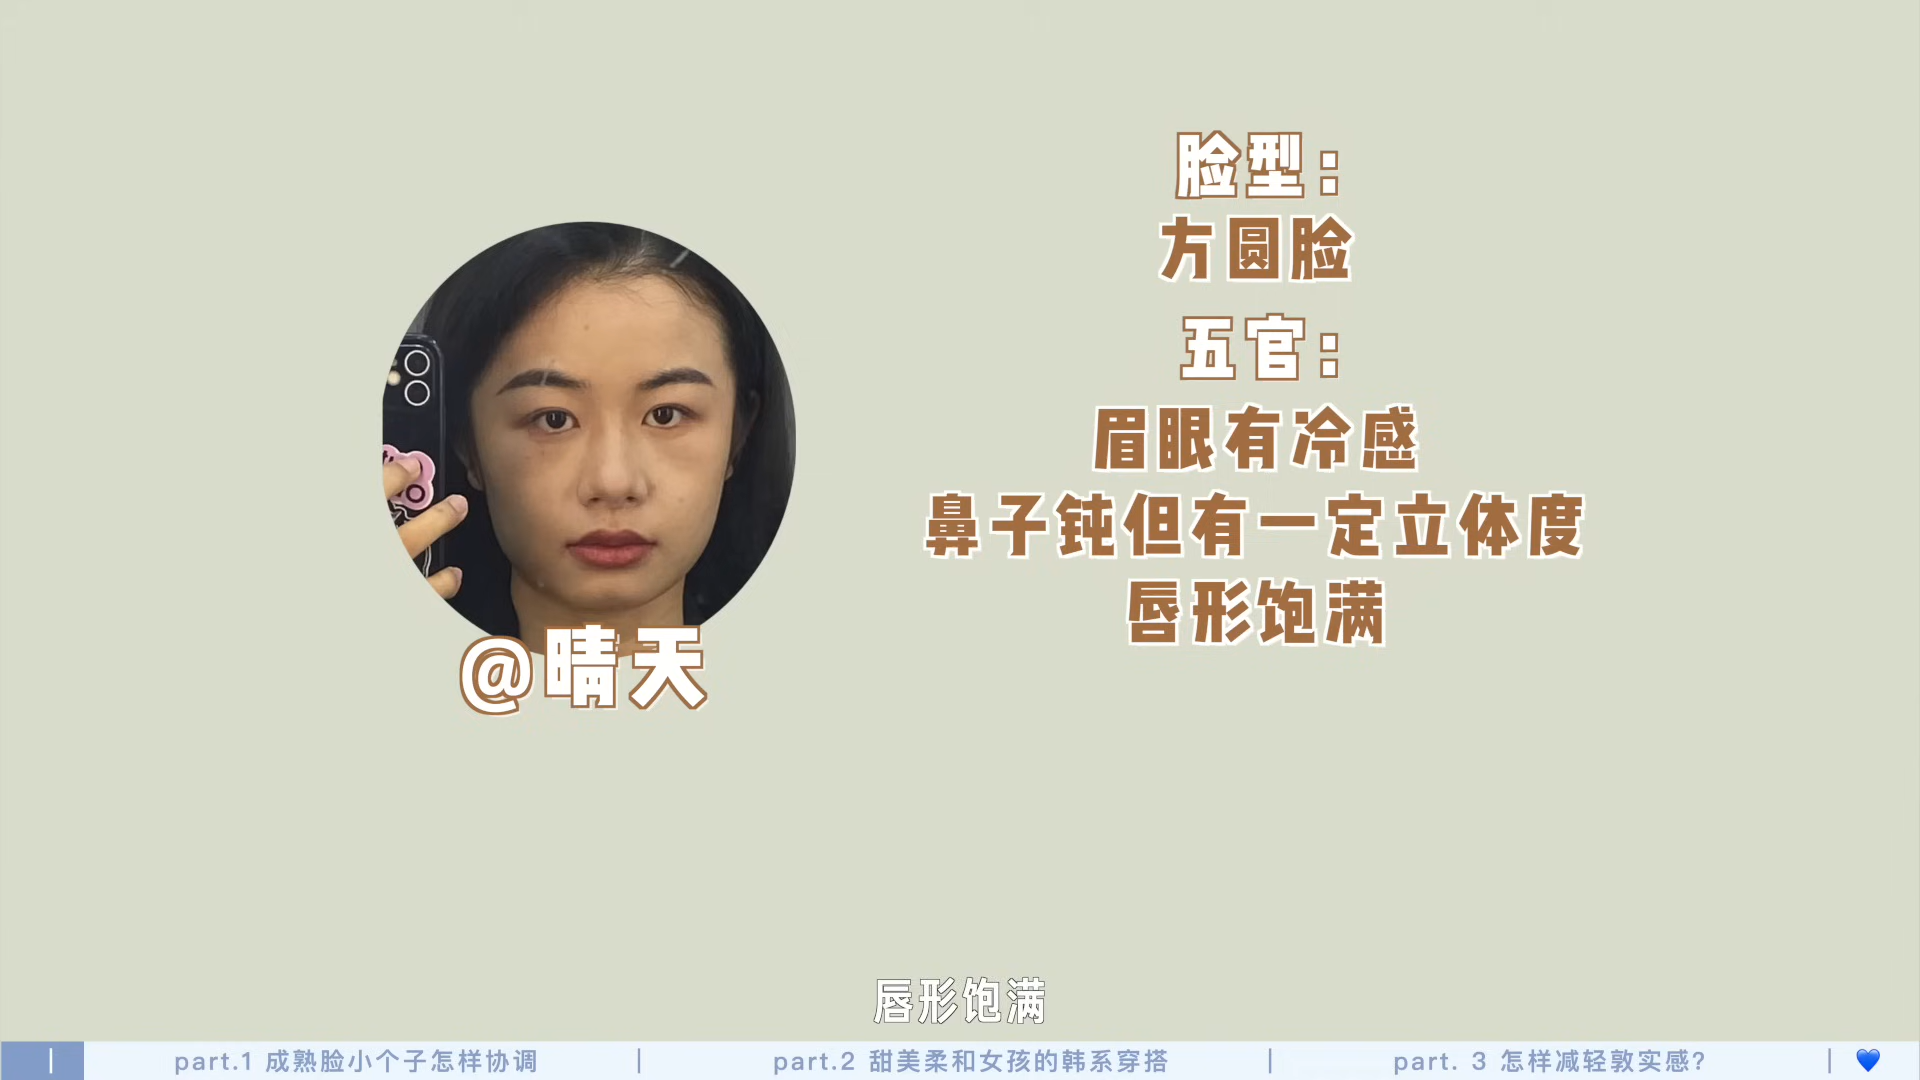 脸型：
方圆脸
五官：
眉眼有冷感
鼻子钝但有一定立体度
唇形饱满
@晴天
唇形饱满
part.1 成熟脸小个子怎样协调
part.2 甜美柔和女孩的韩系穿搭
part. 3 怎样减轻敦实感？